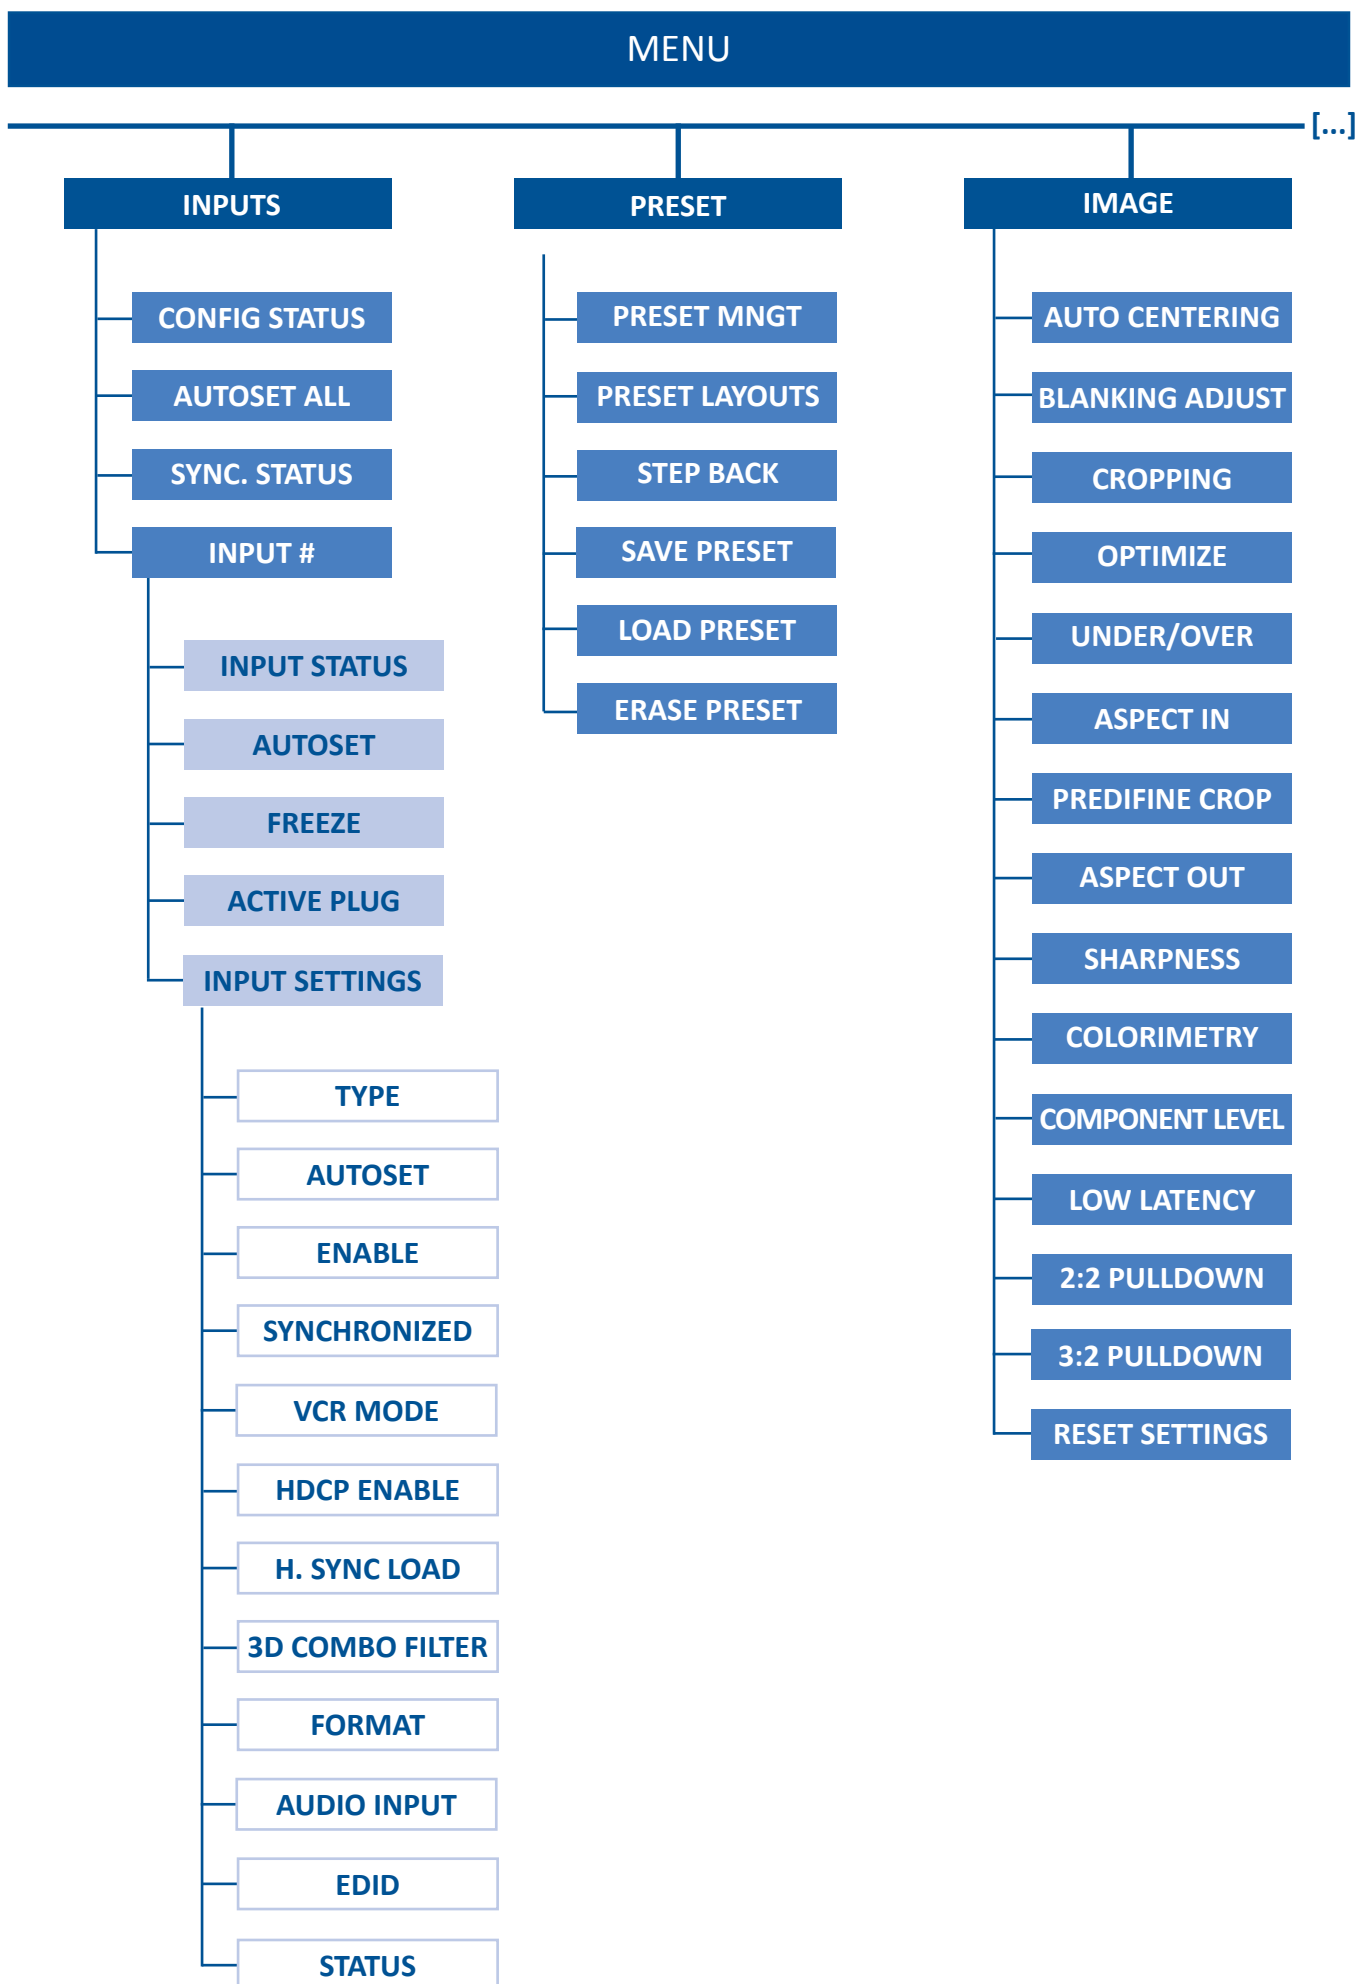 MENU
[...]
INPUTS
CONFIG STATUS
AUTOSET ALL
SYNC. STATUS
INPUT #
INPUT STATUS
AUTOSET
FREEZE
ACTIVE PLUG
INPUT SETTINGS
TYPE
AUTOSET
ENABLE
SYNCHRONIZED
VCR MODE
HDCP ENABLE
H. SYNC LOAD
3D COMBO FILTER
FORMAT
AUDIO INPUT
EDID
STATUS
PRESET
PRESET MNGT
PRESET LAYOUTS
STEP BACK
SAVE PRESET
LOAD PRESET
ERASE PRESET
IMAGE
AUTO CENTERING
BLANKING ADJUST
CROPPING
OPTIMIZE
UNDER/OVER
ASPECT IN
PREDIFINE CROP
ASPECT OUT
SHARPNESS
COLORIMETRY
COMPONENT LEVEL
LOW LATENCY
2:2 PULLDOWN
3:2 PULLDOWN
RESET SETTINGS